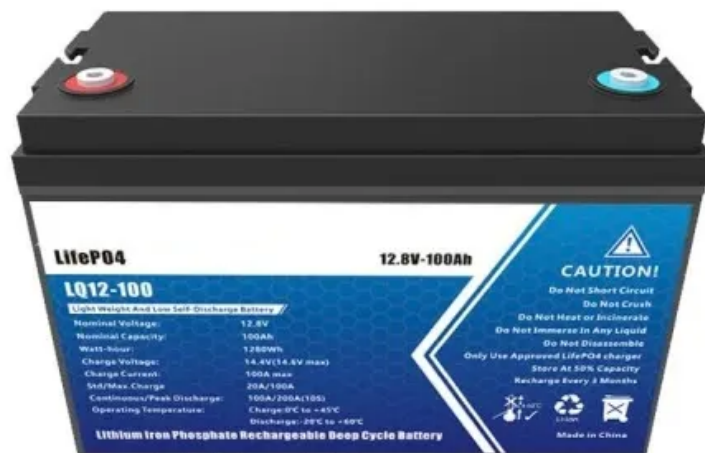 LifePO4
12.8V-100Ah
LQ12-100
Light Weight And Low Self-Discharge Battery
Nominal Voltage: 12.8V
Nominal Capacity: 100Ah
Watt-hour: 1280Wh
Charge Voltage: 14.4V(14.6V max)
Charge Current: 100A max
Std/Max.Charge 20A/100A
Continuous/Peak Discharge: 100A/200A(10S)
Operating Temperature: Charge:0℃ to +45℃
Discharge:-20℃ to +60℃
Lithium Iron Phosphate Rechargeable Deep Cycle Battery
CAUTION!
Do Not Short Circuit
Do Not Crush
Do Not Heat or Incinerate
Do Not Immerse In Any Liquid
Do Not Disassemble
Only Use Approved LifePO4 charger
Store At 50% Capacity
Recharge Every 3 Months
Made in China